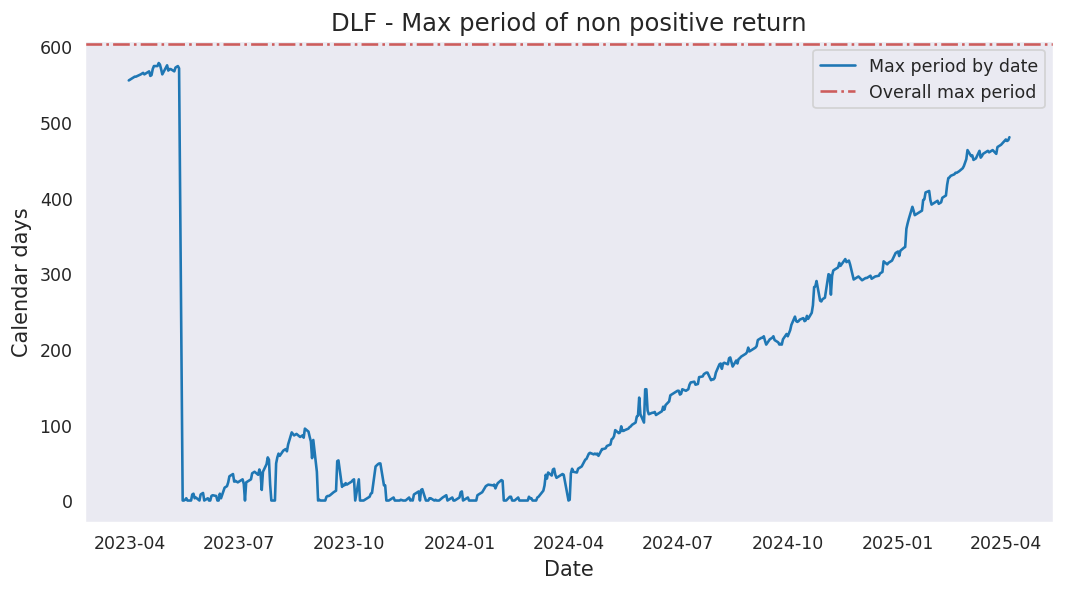 DLF - Max period of non positive return
600
500
400
300
200
100
0
Calendar days
Max period by date
Overall max period
2023-04 2023-07 2023-10 2024-01 2024-04 2024-07 2024-10 2025-01 2025-04
Date